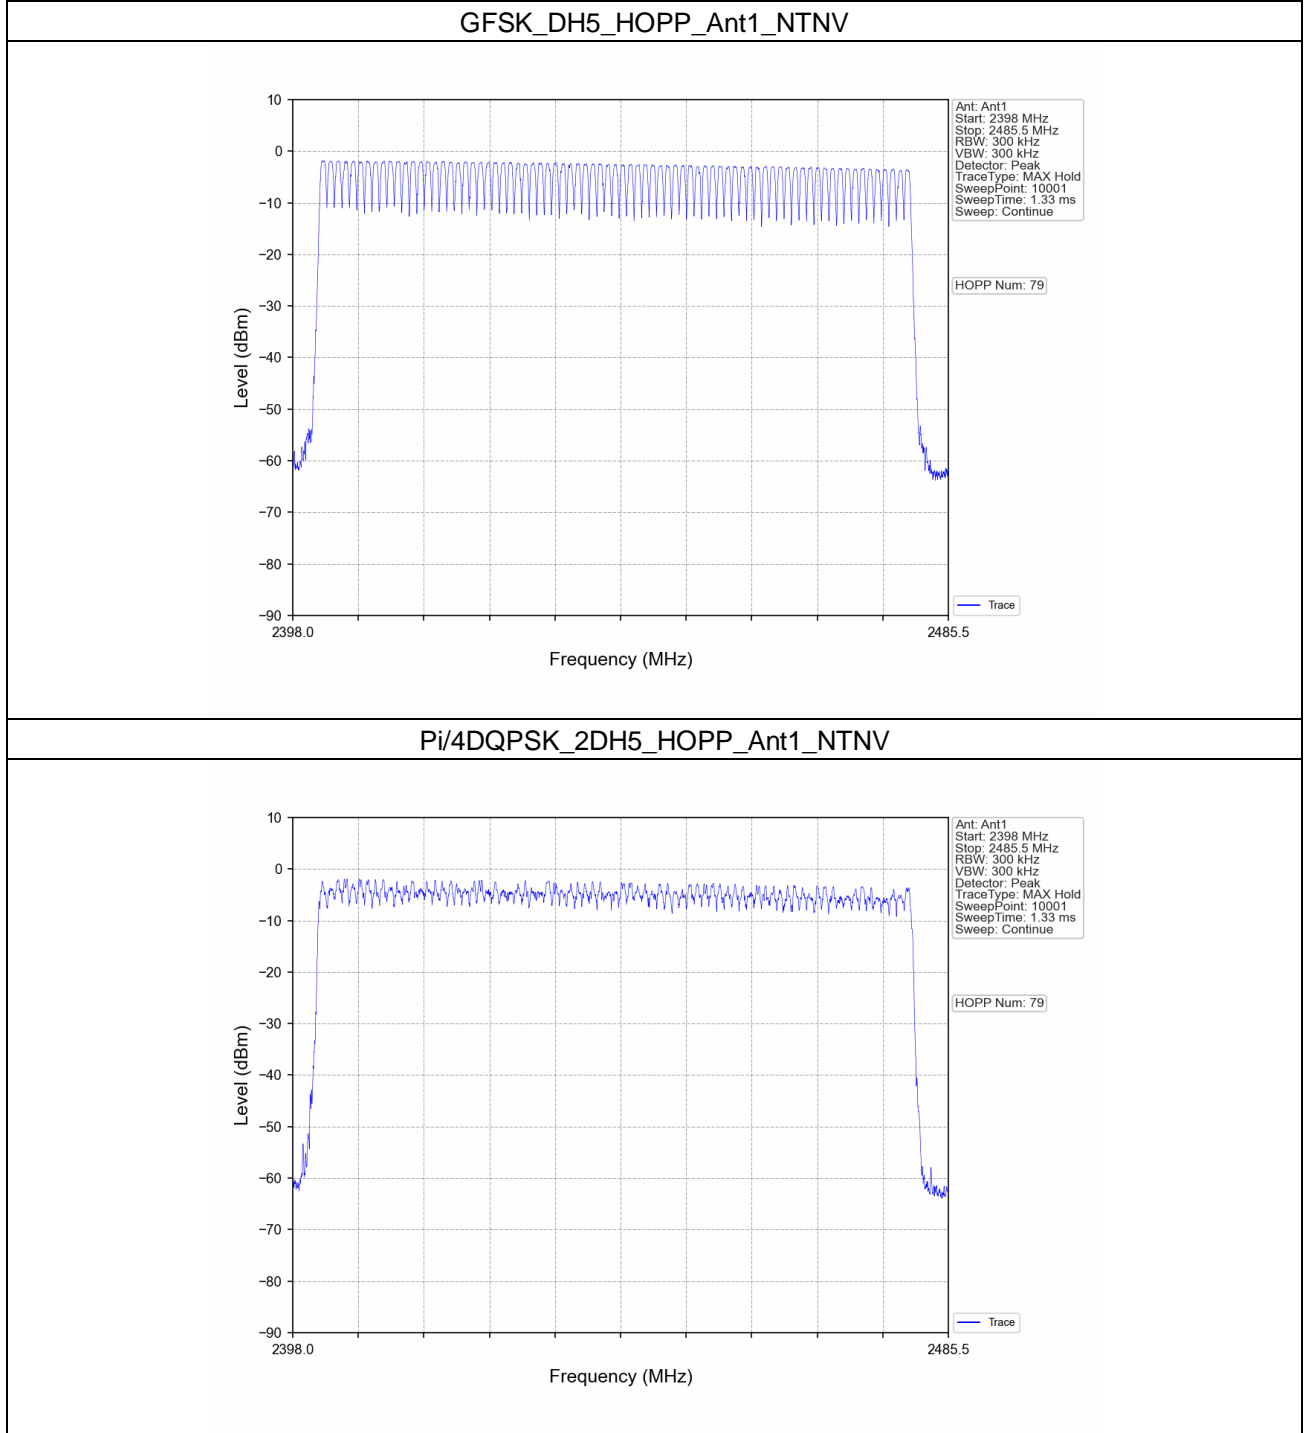 GFSK_DH5_HOPP_Ant1_NTNV
10
0
−10
−20
−30
−40
−50
−60
−70
−80
−90
Level (dBm)
2398.0
2485.5
Frequency (MHz)
Ant: Ant1
Start: 2398 MHz
Stop: 2485.5 MHz
RBW: 300 kHz
VBW: 300 kHz
Detector: Peak
TraceType: MAX Hold
SweepPoint: 10001
SweepTime: 1.33 ms
Sweep: Continue
HOPP Num: 79
Trace
Pi/4DQPSK_2DH5_HOPP_Ant1_NTNV
10
0
−10
−20
−30
−40
−50
−60
−70
−80
−90
Level (dBm)
2398.0
2485.5
Frequency (MHz)
Ant: Ant1
Start: 2398 MHz
Stop: 2485.5 MHz
RBW: 300 kHz
VBW: 300 kHz
Detector: Peak
TraceType: MAX Hold
SweepPoint: 10001
SweepTime: 1.33 ms
Sweep: Continue
HOPP Num: 79
Trace